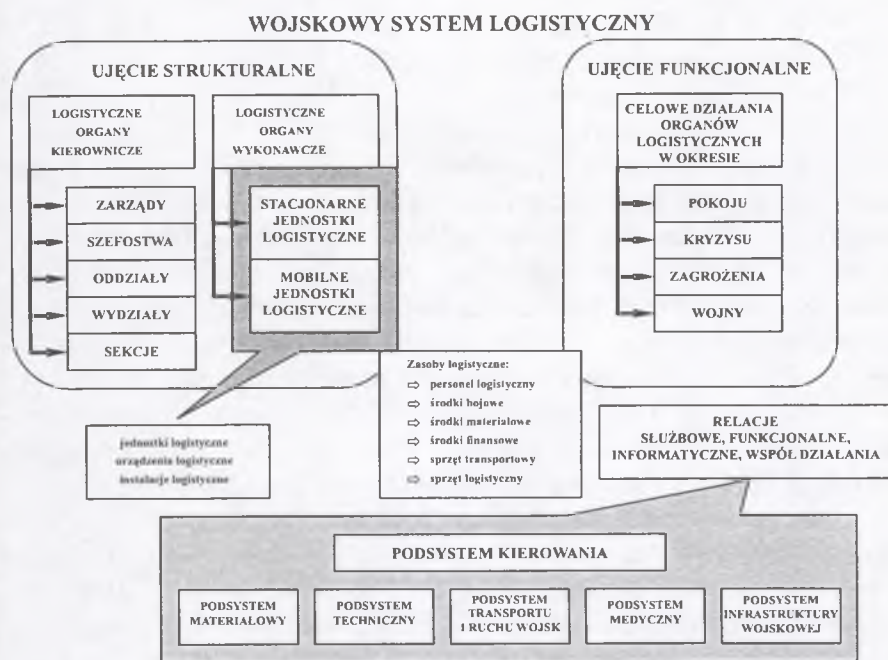 WOJSKOWY SYSTEM LOGISTYCZNY
UJĘCIE STRUKTURALNE
LOGISTYCZNE
ORGANY
KIEROWNICZE
LOGISTYCZNE
ORGANY
WYKONAWCZE
ZARZĄDY
SZEFOSTWA
ODDZIAŁY
WYDZIAŁY
SEKCJE
STACJONARNE
JEDNOSTKI
LOGISTYCZNE
MOBILNE
JEDNOSTKI
LOGISTYCZNE
UJĘCIE FUNKCJONALNE
CELOWE DZIAŁANIA
ORGANÓW
LOGISTYCZNYCH
W OKRESIE
POKOJU
KRYZYSU
ZAGROŻENIA
WOJNY
jednostki logistyczne
urządzenia logistyczne
instalacje logistyczne
Zasoby logistyczne:
⇨ personel logistyczny
⇨ środki bojowe
⇨ środki materiałowe
⇨ środki finansowe
⇨ sprzęt transportowy
⇨ sprzęt logistyczny
RELACJE
SŁUŻBOWE, FUNKCJONALNE,
INFORMATYCZNE, WSPÓŁ DZIAŁANIA
PODSYSTEM KIEROWANIA
PODSYSTEM
MATERIAŁOWY
PODSYSTEM
TECHNICZNY
PODSYSTEM
TRANSPORTU
I RUCHU WOJSK
PODSYSTEM
MEDYCZNY
PODSYSTEM
INFRASTRUKTURY
WOJSKOWEJ